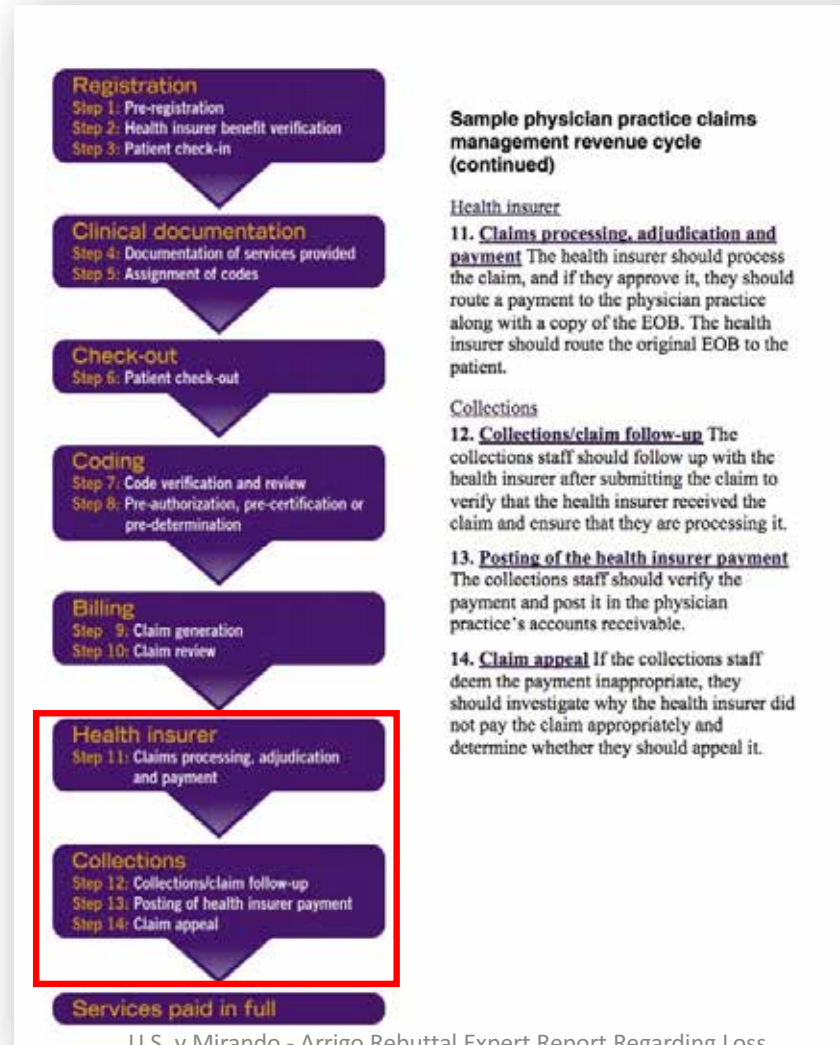 Registration
Step 1: Pre-registration
Step 2: Health insurer benefit verification
Step 3: Patient check-in
Clinical documentation
Step 4: Documentation of services provided
Step 5: Assignment of codes
Check-out
Step 6: Patient check-out
Coding
Step 7: Code verification and review
Step 8: Pre-authorization, pre-certification or
pre-determination
Billing
Step 9: Claim generation
Step 10: Claim review
Health insurer
Step 11: Claims processing, adjudication
and payment
Collections
Step 12: Collections/claim follow-up
Step 13: Posting of health insurer payment
Step 14: Claim appeal
Services paid in full
Sample physician practice claims
management revenue cycle
(continued)
Health insurer
11. Claims processing, adjudication and
payment The health insurer should process
the claim, and if they approve it, they should
route a payment to the physician practice
along with a copy of the EOB. The health
insurer should route the original EOB to the
patient.
Collections
12. Collections/claim follow-up The
collections staff should follow up with the
health insurer after submitting the claim to
verify that the health insurer received the
claim and ensure that they are processing it.
13. Posting of the health insurer payment
The collections staff should verify the
payment and post it in the physician
practice's accounts receivable.
14. Claim appeal If the collections staff
deem the payment inappropriate, they
should investigate why the health insurer did
not pay the claim appropriately and
determine whether they should appeal it.
U.S. v Mirando - Arrigo Rebuttal Expert Report Regarding Loss